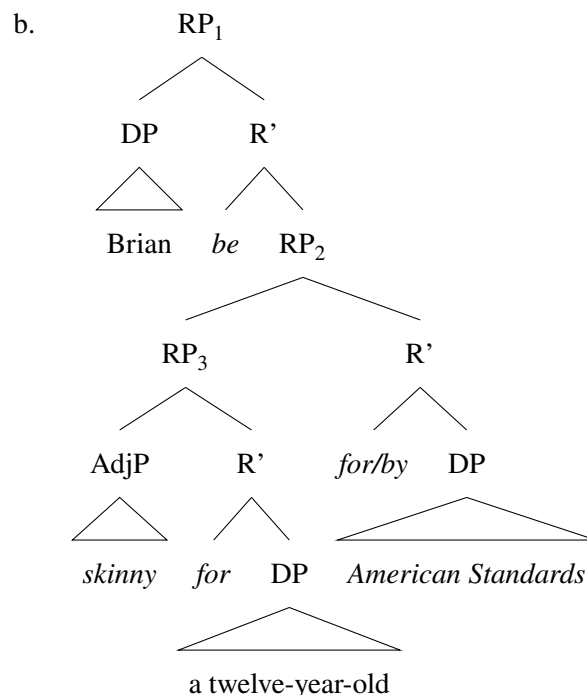 b. RP₁
DP R’
Brian be RP₂
RP₃ R’
AdjP R’ for/by DP
skinny for DP American Standards
a twelve-year-old